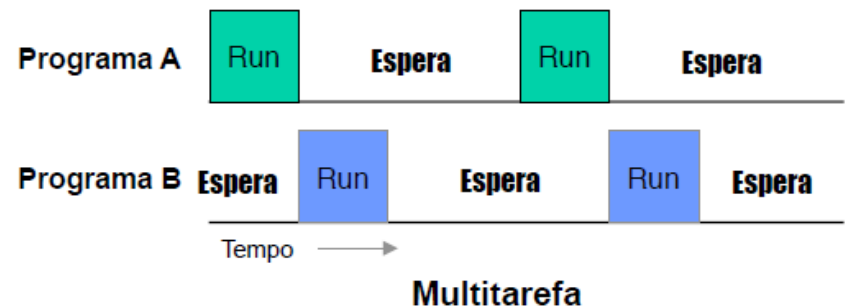 Programa A Run Espera Run Espera
Programa B Espera Run Espera Run Espera
Tempo
Multitarefa